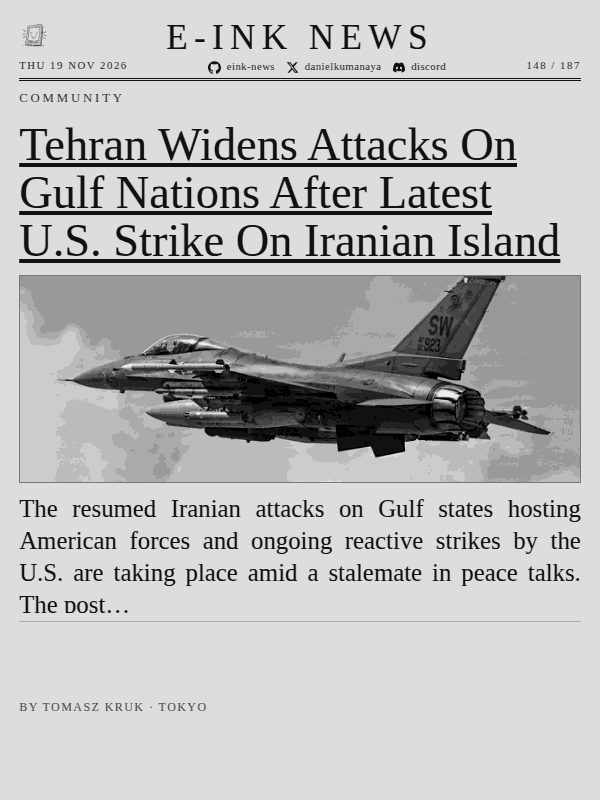 E-INK NEWS
THU 19 NOV 2026
eink-news danielkumanaya discord
148 / 187
COMMUNITY
Tehran Widens Attacks On
Gulf Nations After Latest
U.S. Strike On Iranian Island
SW
923
The resumed Iranian attacks on Gulf states hosting
American forces and ongoing reactive strikes by the
U.S. are taking place amid a stalemate in peace talks.
The post…
BY TOMASZ KRUK · TOKYO